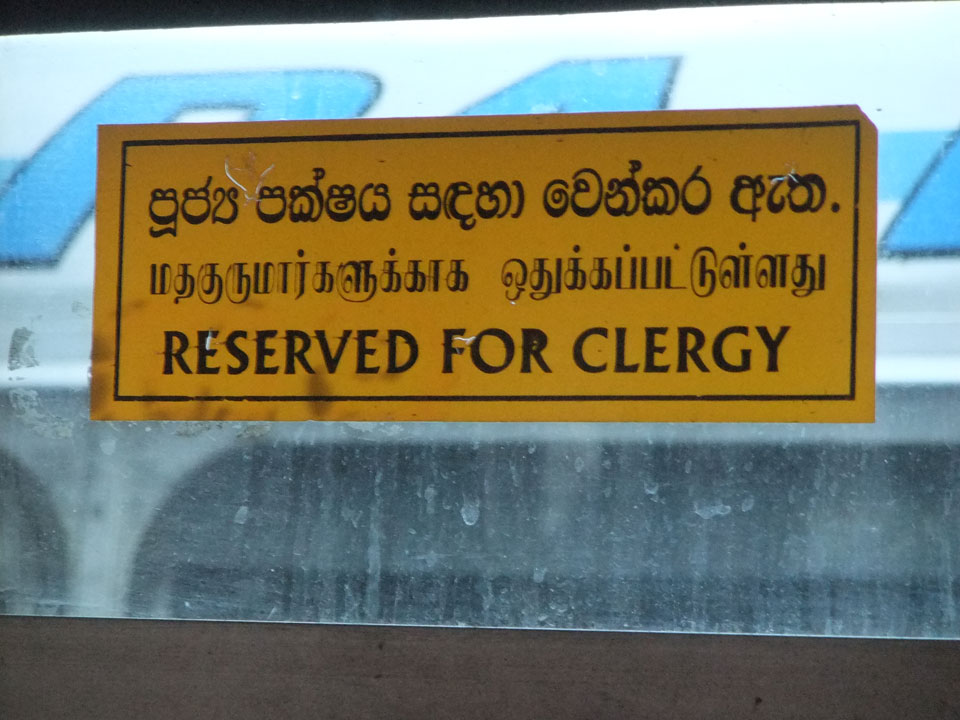 පූජ්‍ය පක්ෂය සඳහා වෙන්කර ඇත.
மதகுருமார்களுக்காக ஒதுக்கப்பட்டுள்ளது
RESERVED FOR CLERGY